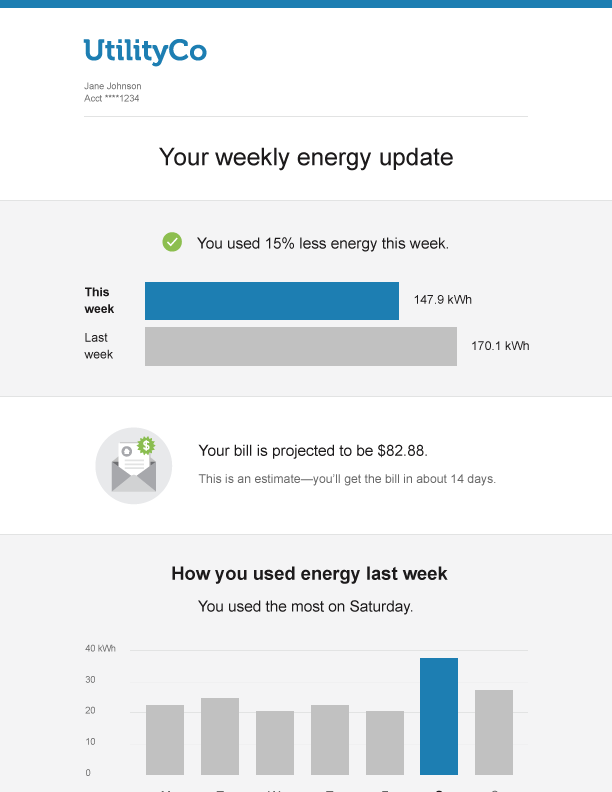 UtilityCo
Jane Johnson
Acct ****1234
Your weekly energy update
You used 15% less energy this week.
This
week
147.9 kWh
Last
week
170.1 kWh
$
Your bill is projected to be $82.88.
This is an estimate—you'll get the bill in about 14 days.
How you used energy last week
You used the most on Saturday.
40 kWh
30
20
10
0